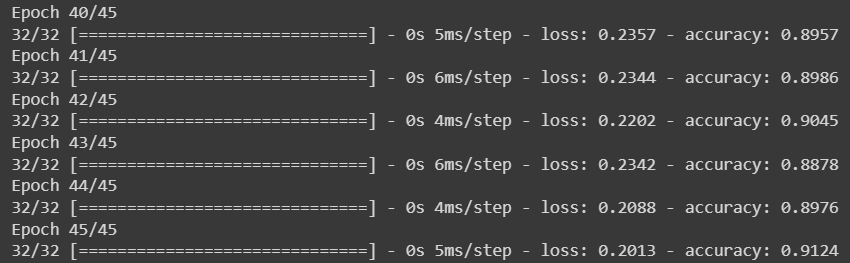 Epoch 40/45
32/32 [==============================] - 0s 5ms/step - loss: 0.2357 - accuracy: 0.8957
Epoch 41/45
32/32 [==============================] - 0s 6ms/step - loss: 0.2344 - accuracy: 0.8986
Epoch 42/45
32/32 [==============================] - 0s 4ms/step - loss: 0.2202 - accuracy: 0.9045
Epoch 43/45
32/32 [==============================] - 0s 6ms/step - loss: 0.2342 - accuracy: 0.8878
Epoch 44/45
32/32 [==============================] - 0s 4ms/step - loss: 0.2088 - accuracy: 0.8976
Epoch 45/45
32/32 [==============================] - 0s 5ms/step - loss: 0.2013 - accuracy: 0.9124